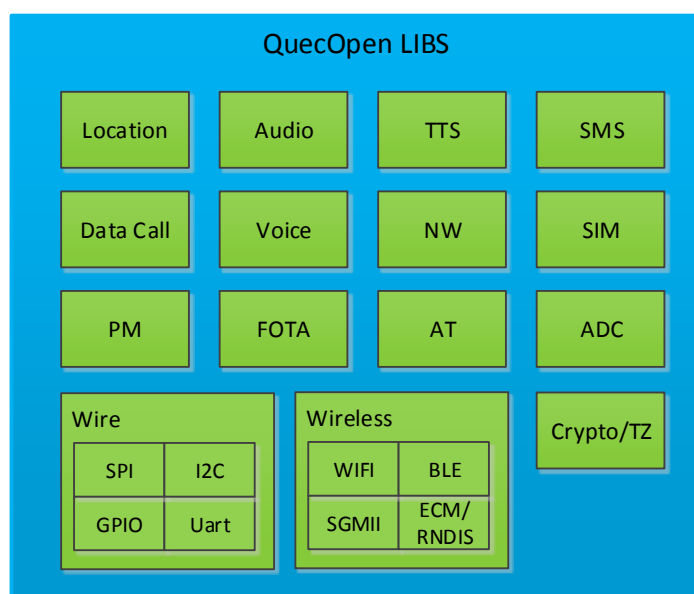 QuecOpen LIBS
Location
Audio
TTS
SMS
Data Call
Voice
NW
SIM
PM
FOTA
AT
ADC
Wire
SPI
I2C
GPIO
Uart
Wireless
WIFI
BLE
SGMII
ECM/
RNDIS
Crypto/TZ